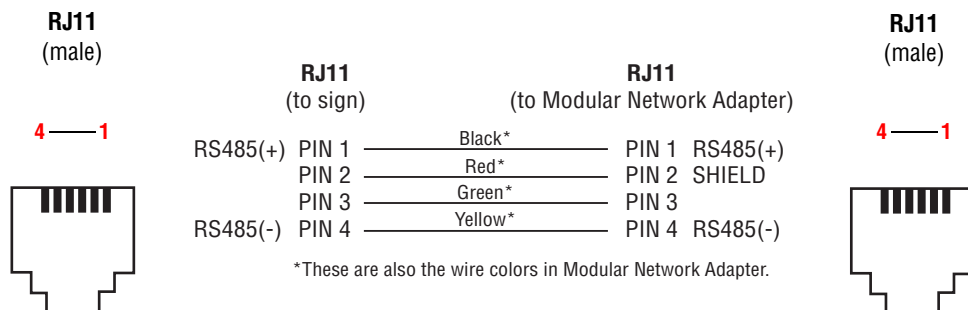 RJ11
(male)
4 1
RJ11 RJ11
(to sign) (to Modular Network Adapter)
RS485(+) PIN 1 Black* PIN 1 RS485(+)
PIN 2 Red* PIN 2 SHIELD
PIN 3 Green* PIN 3
RS485(-) PIN 4 Yellow* PIN 4 RS485(-)
*These are also the wire colors in Modular Network Adapter.
RJ11
(male)
4 1